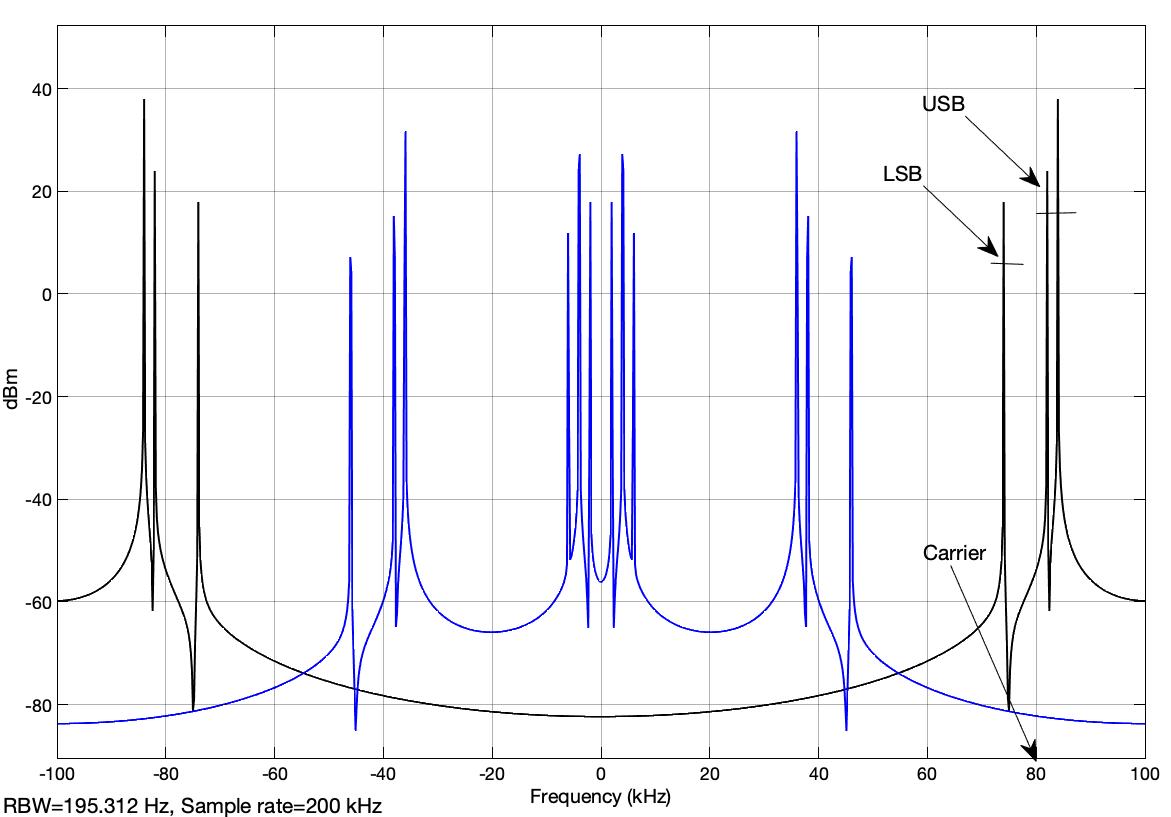 40
20
0
-20
-40
-60
-80
dBm
USB
LSB
Carrier
-100 -80 -60 -40 -20 0 20 40 60 80 100
Frequency (kHz)
RBW=195.312 Hz, Sample rate=200 kHz